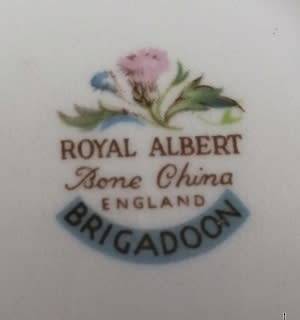 ROYAL ALBERT
Bone China
ENGLAND
BRIGADOON